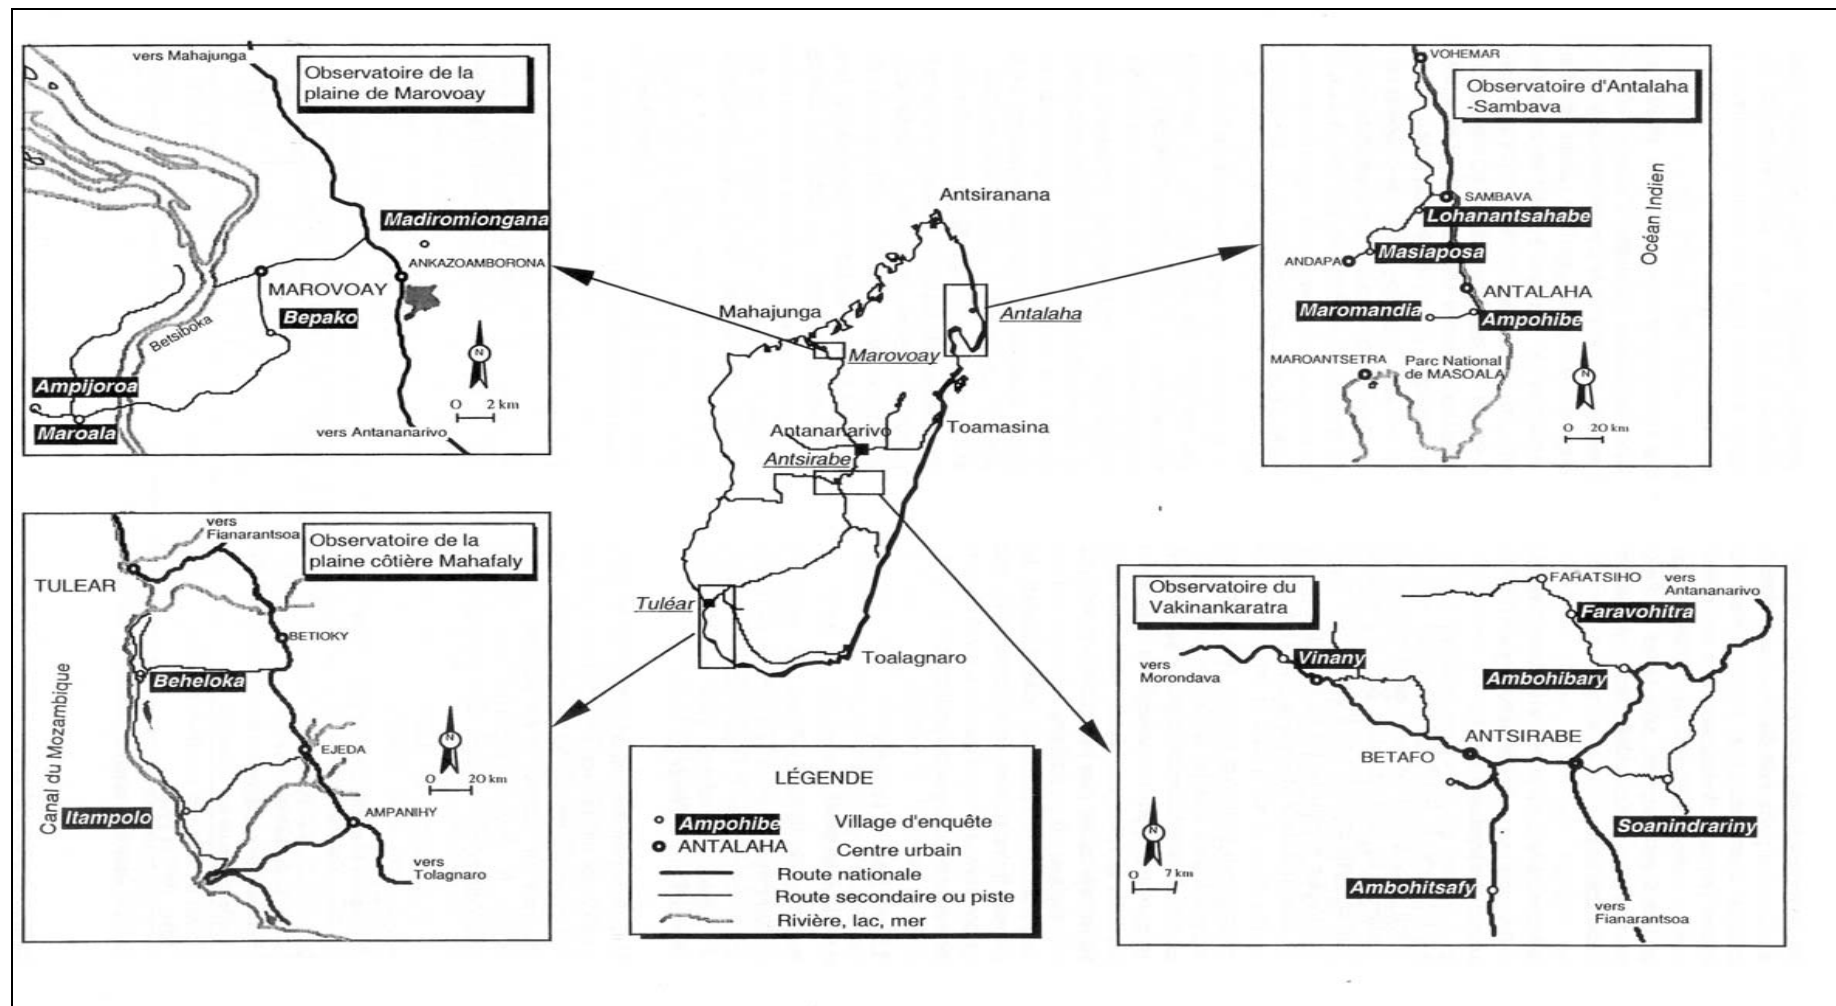 vers Mahajunga
Observatoire de la
plaine de Marovoay
Madiromiongana
ANKAZOAMBORONA
MAROVOAY
Bepako
Betsiboka
Ampijoroa
Maroala
N
O 2 km
vers Antananarivo
VOHEMAR
Observatoire d'Antalaha
-Sambava
Océan Indien
SAMBAVA
Lohanantsahabe
Masiaposa
ANDAPA
ANTALAHA
Maromandia
Ampohibe
MAROANTSETRA
Parc National
de MASOALA
N
O 20 km
Antsiranana
Mahajunga
Antalaha
Marovoay
Antananarivo
Toamasina
Antsirabe
Tuléar
Toalagnaro
vers
Fianarantsoa
Observatoire de la
plaine côtière Mahafaly
TULEAR
BETIOKY
Beheloka
Canal du Mozambique
EJEDA
N
O 20 km
Itampolo
AMPANIHY
vers
Tolagnaro
LÉGENDE
Ampohibe Village d'enquête
ANTALAHA Centre urbain
Route nationale
Route secondaire ou piste
Rivière, lac, mer
Observatoire du
Vakinankaratra
FARATSIHO
vers
Antananarivo
Faravohitra
vers
Morondava
Vinany
Ambohibary
ANTSIRABE
BETAFO
Soanindrariny
N
O 7 km
Ambohitsafy
vers
Fianarantsoa